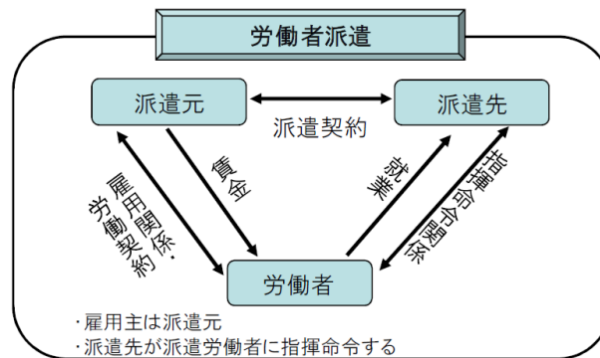 労働者派遣
派遣元
派遣先
派遣契約
賃金
就業
雇用関係・
労働契約
指揮命令関係
労働者
・雇用主は派遣元
・派遣先が派遣労働者に指揮命令する